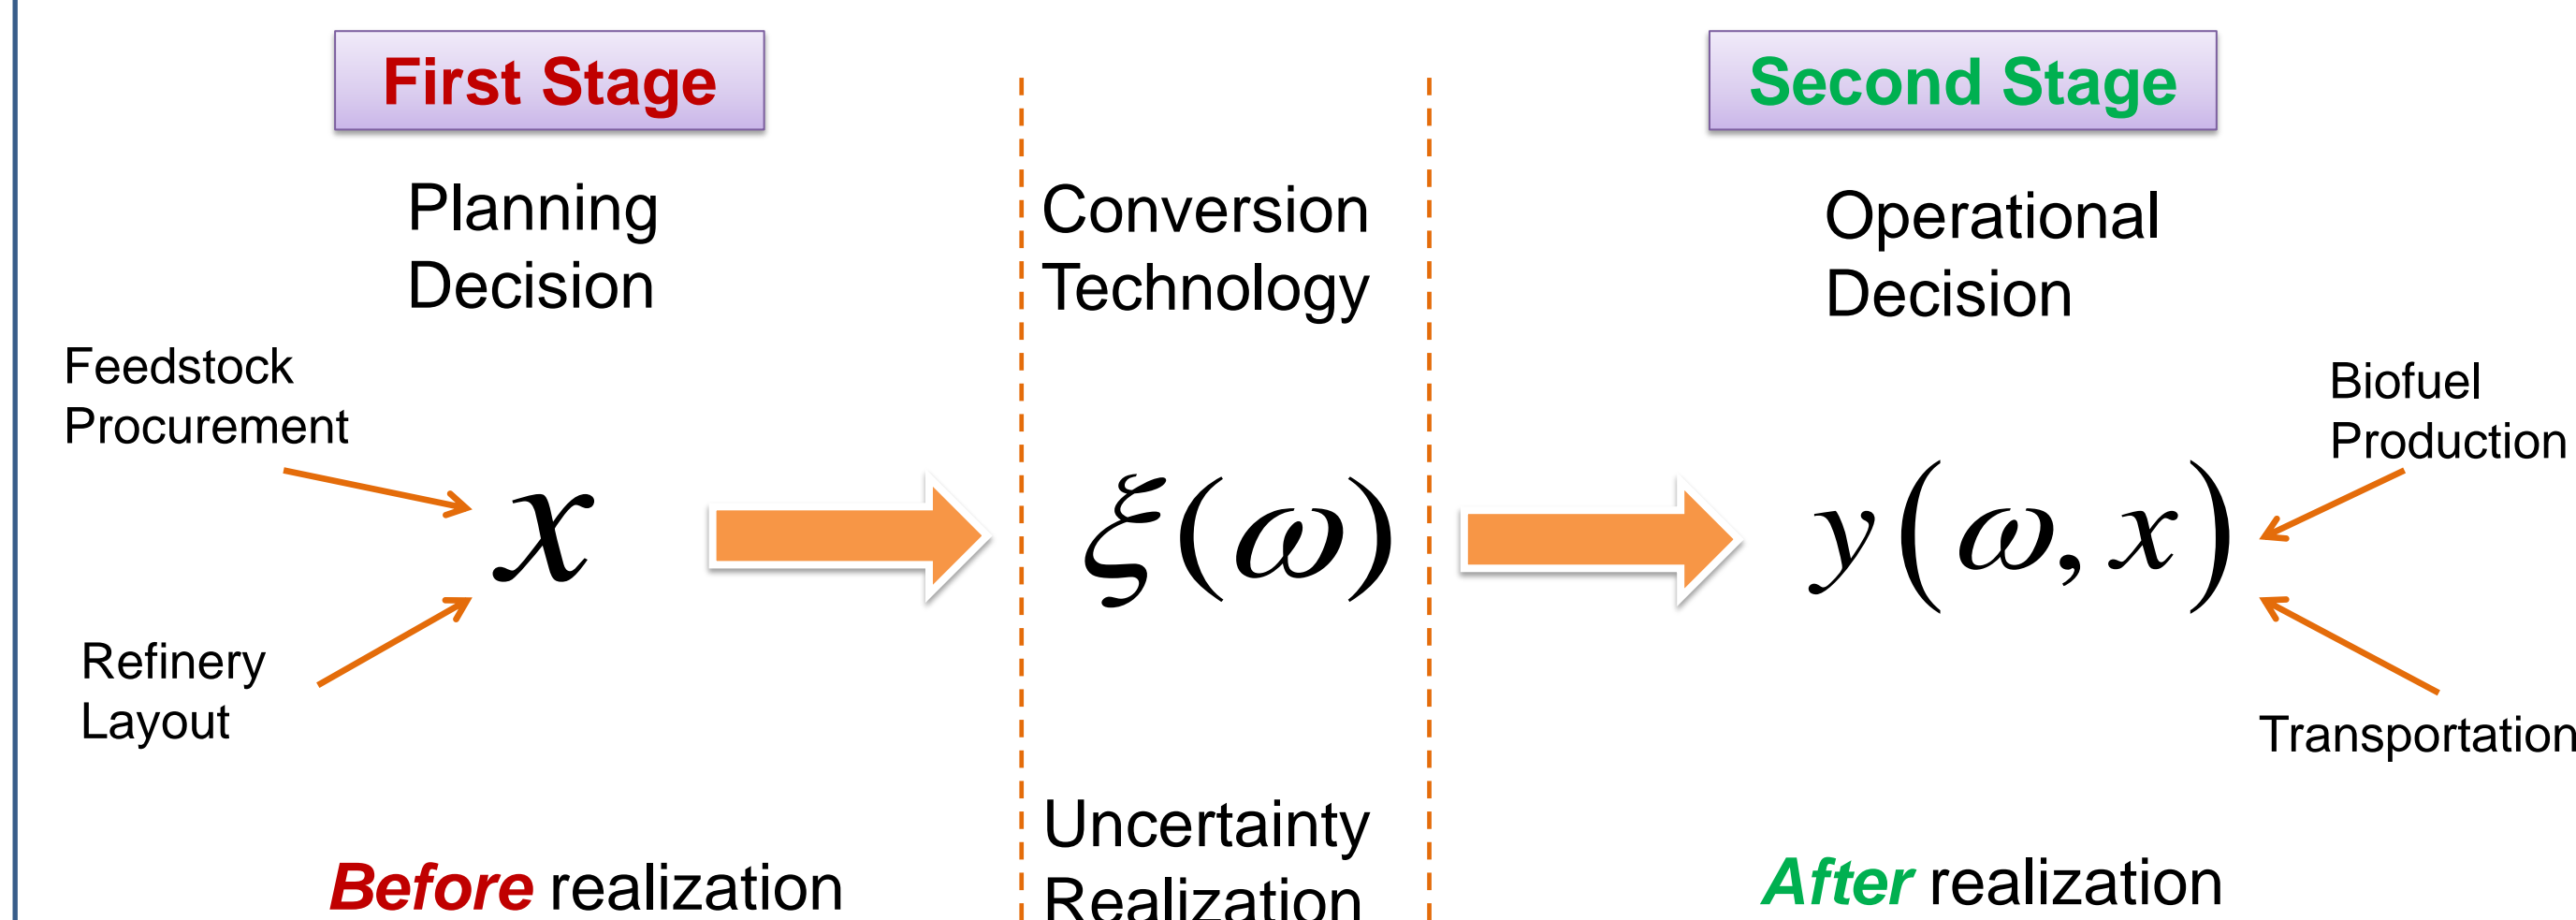 First Stage
Planning
Decision
Feedstock
Procurement
x
Refinery
Layout
Before realization
Conversion
Technology
ξ(ω)
Uncertainty
Realization
Second Stage
Operational
Decision
Biofuel
Production
y(ω, x)
Transportation
After realization